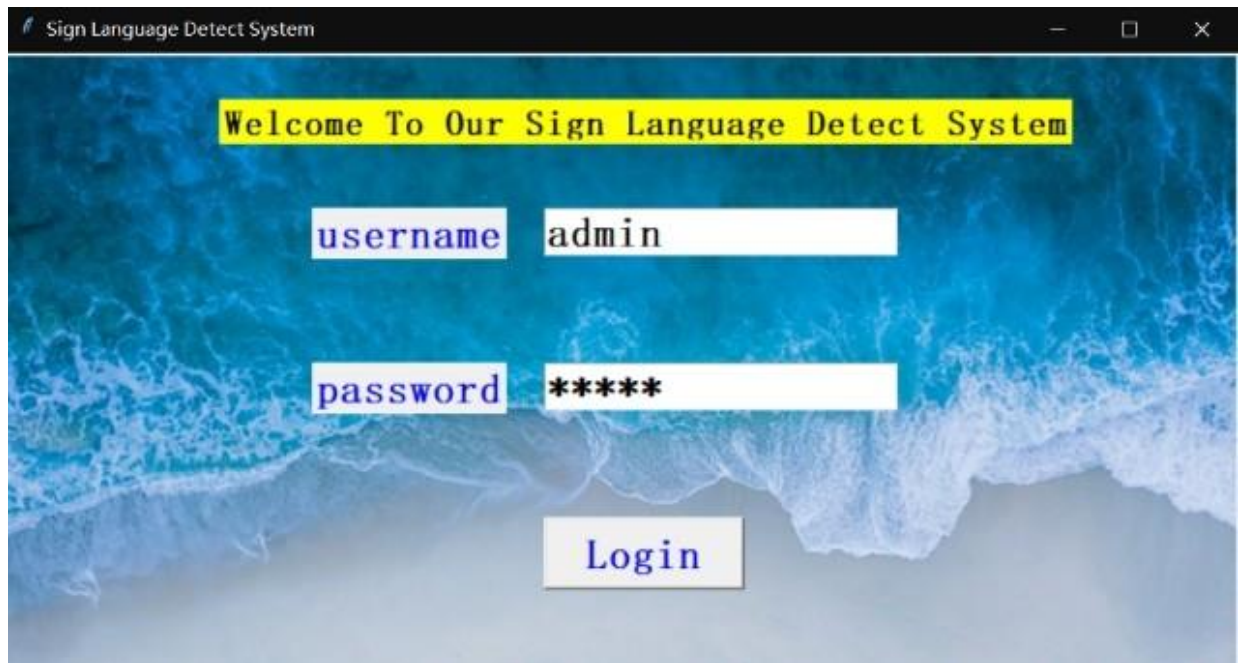 Sign Language Detect System
Welcome To Our Sign Language Detect System
username admin
password *****
Login